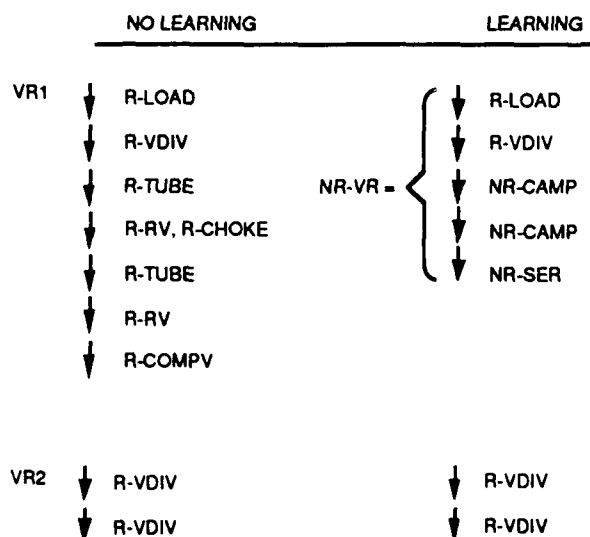 NO LEARNING LEARNING
VR1 R-LOAD R-LOAD
R-VDIV R-VDIV
R-TUBE NR-VR = NR-CAMP
R-RV, R-CHOKE NR-CAMP
R-TUBE NR-SER
R-RV
R-COMPV
VR2 R-VDIV R-VDIV
R-VDIV R-VDIV